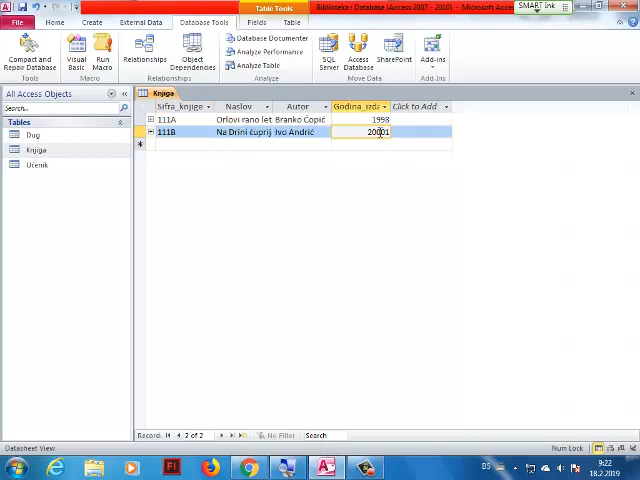 Table Tools
Biblioteka : Database (Access 2007 - 2010) - Microsoft Acces
SMART Ink
File Home Create External Data Database Tools Fields Table
Compact and Repair Database
Visual Basic
Run Macro
Relationships
Object Dependencies
Database Documenter
Analyze Performance
Analyze Table
SQL Server
Access Database
SharePoint
Add-ins
Tools Macro Relationships Analyze Move Data Add-Ins
All Access Objects
Search...
Tables
Dug
Knjiga
Učenik
Knjiga
Sifra_knjige Naslov Autor Godina_izda Click to Add
111A Orlovi rano let Branko Ćopić 1998
111B Na Drini ćuprij Ivo Andrić 20001
Record: 2 of 2 No Filter Search
Datasheet View
Num Lock
BS
9:22
18.2.2019